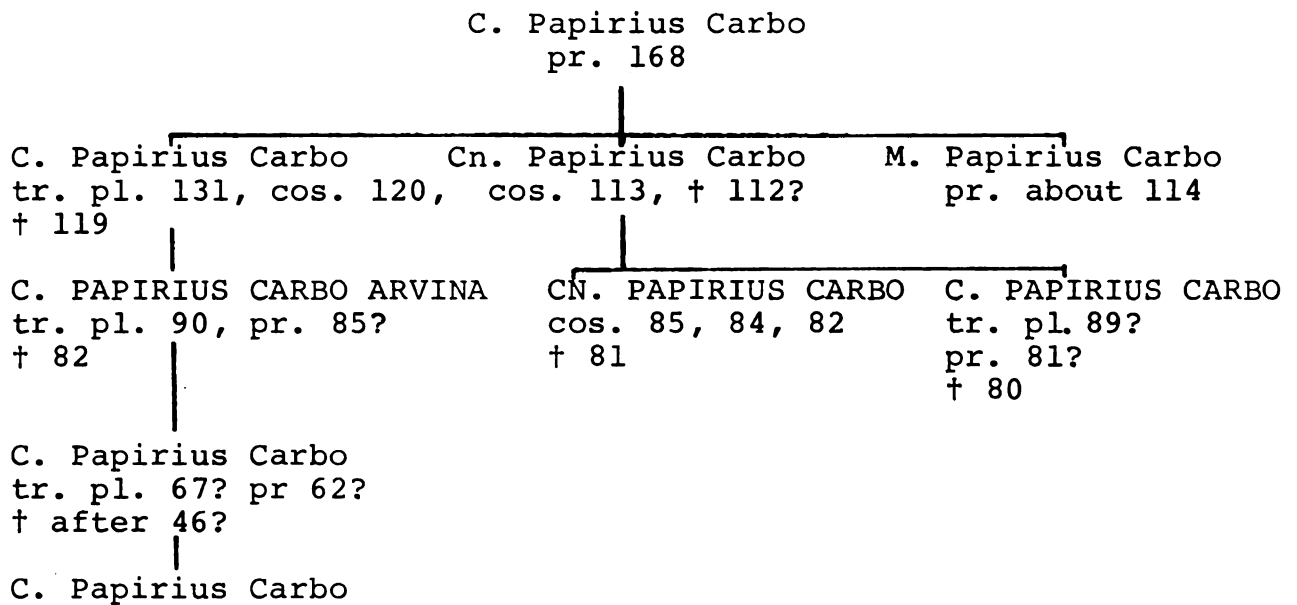 C. Papirius Carbo
pr. 168
C. Papirius Carbo
tr. pl. 131, cos. 120,
† 119
Cn. Papirius Carbo
cos. 113, † 112?
M. Papirius Carbo
pr. about 114
C. PAPIRIUS CARBO ARVINA
tr. pl. 90, pr. 85?
† 82
CN. PAPIRIUS CARBO
cos. 85, 84, 82
† 81
C. PAPIRIUS CARBO
tr. pl. 89?
pr. 81?
† 80
C. Papirius Carbo
tr. pl. 67? pr 62?
† after 46?
C. Papirius Carbo